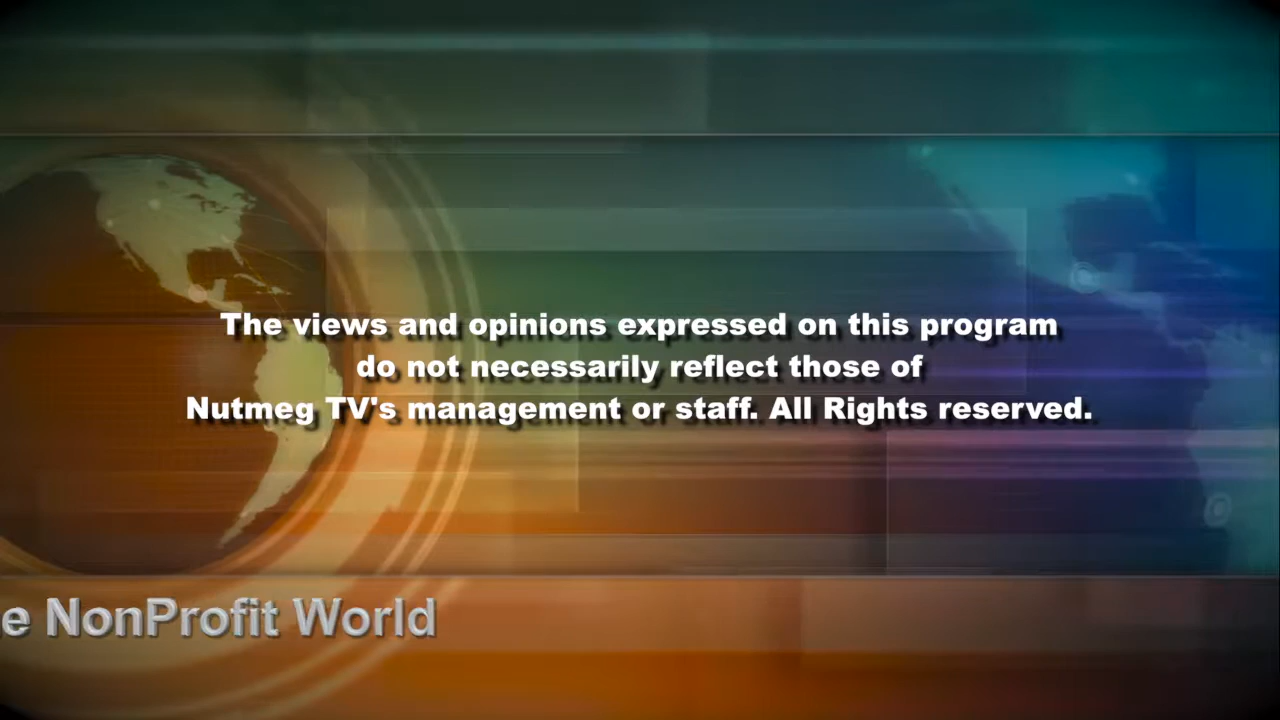 The views and opinions expressed on this program
do not necessarily reflect those of
Nutmeg TV's management or staff. All Rights reserved.
e NonProfit World